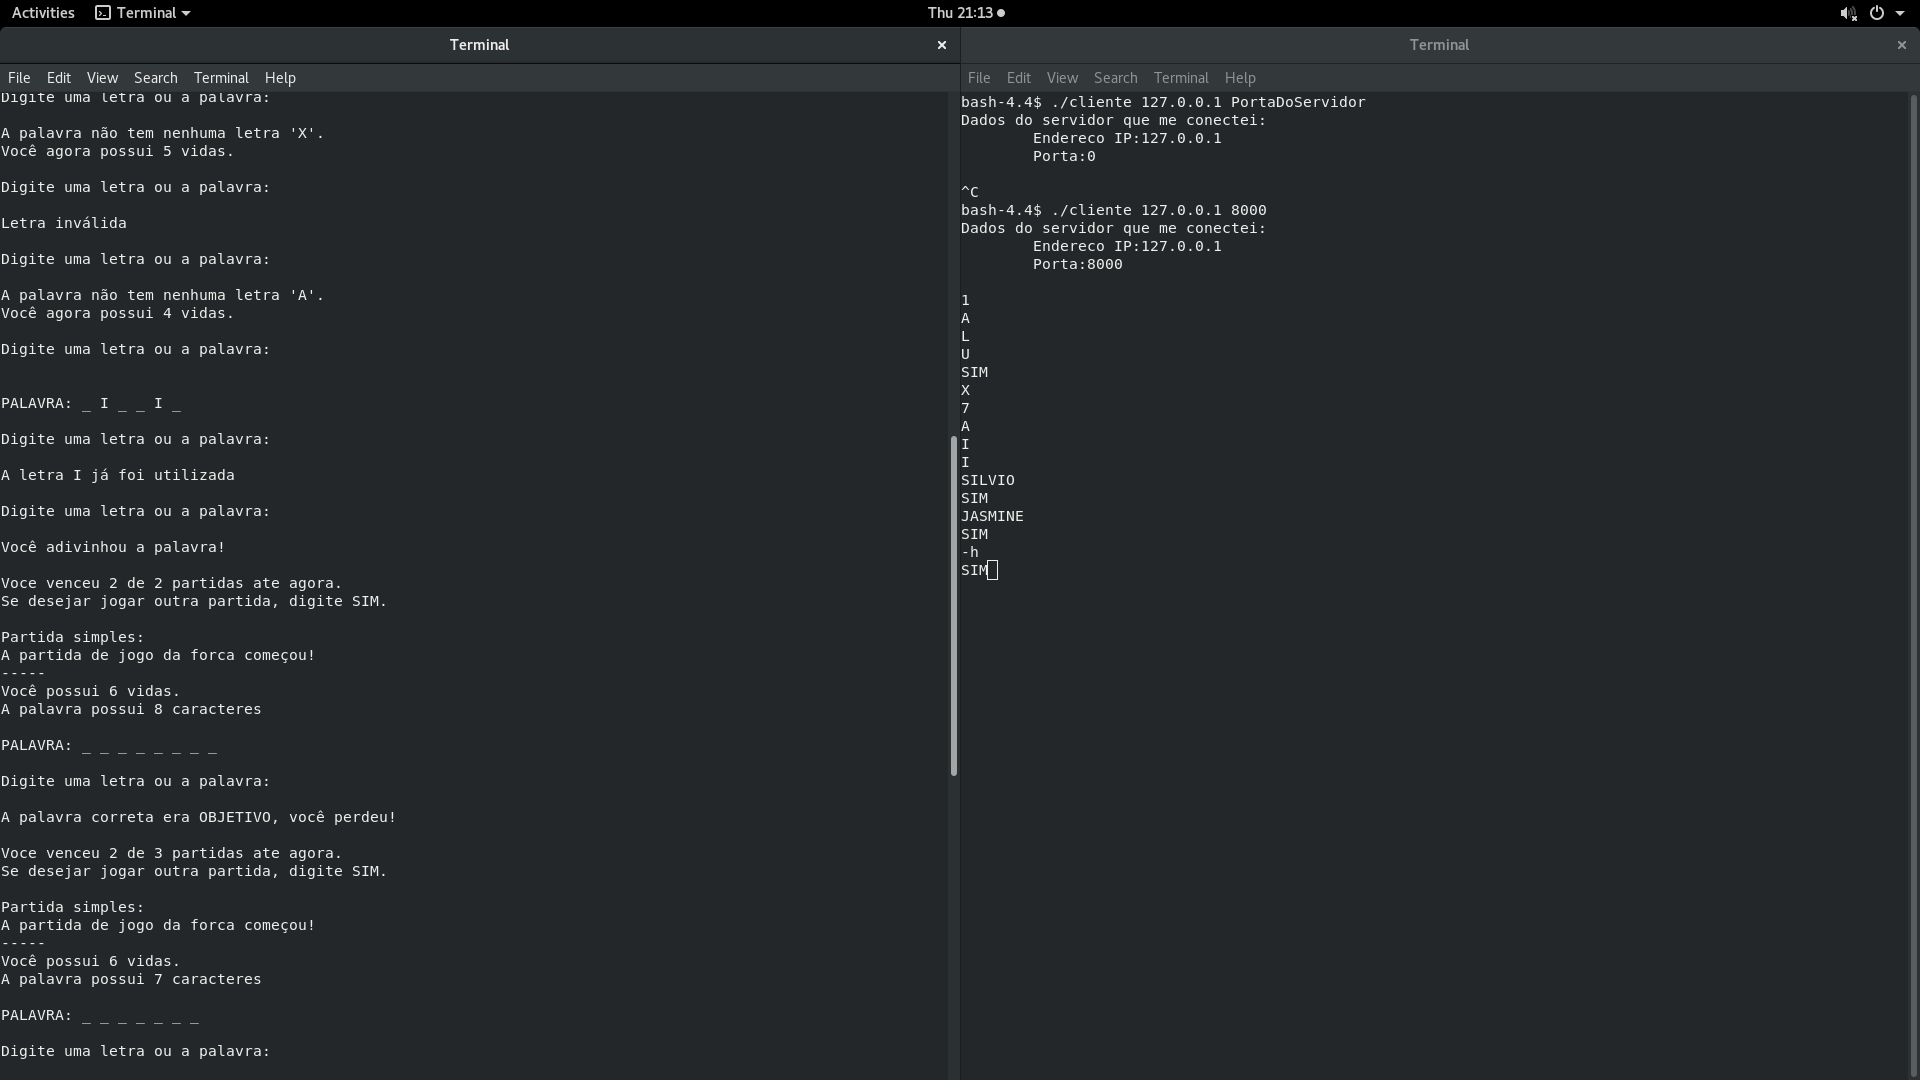 Activities Terminal Thu 21:13
Terminal
File Edit View Search Terminal Help
Digite uma letra ou a palavra:
A palavra não tem nenhuma letra 'X'.
Você agora possui 5 vidas.
Digite uma letra ou a palavra:
Letra inválida
Digite uma letra ou a palavra:
A palavra não tem nenhuma letra 'A'.
Você agora possui 4 vidas.
Digite uma letra ou a palavra:
PALAVRA: _ I _ _ I _
Digite uma letra ou a palavra:
A letra I já foi utilizada
Digite uma letra ou a palavra:
Você adivinhou a palavra!
Voce venceu 2 de 2 partidas ate agora.
Se desejar jogar outra partida, digite SIM.
Partida simples:
A partida de jogo da forca começou!
-----
Você possui 6 vidas.
A palavra possui 8 caracteres
PALAVRA: _ _ _ _ _ _ _ _
Digite uma letra ou a palavra:
A palavra correta era OBJETIVO, você perdeu!
Voce venceu 2 de 3 partidas ate agora.
Se desejar jogar outra partida, digite SIM.
Partida simples:
A partida de jogo da forca começou!
-----
Você possui 6 vidas.
A palavra possui 7 caracteres
PALAVRA: _ _ _ _ _ _ _
Digite uma letra ou a palavra:
Terminal
File Edit View Search Terminal Help
bash-4.4$ ./cliente 127.0.0.1 PortaDoServidor
Dados do servidor que me conectei:
Endereco IP:127.0.0.1
Porta:0
^C
bash-4.4$ ./cliente 127.0.0.1 8000
Dados do servidor que me conectei:
Endereco IP:127.0.0.1
Porta:8000
1
A
L
U
SIM
X
7
A
I
I
SILVIO
SIM
JASMINE
SIM
-h
SIM